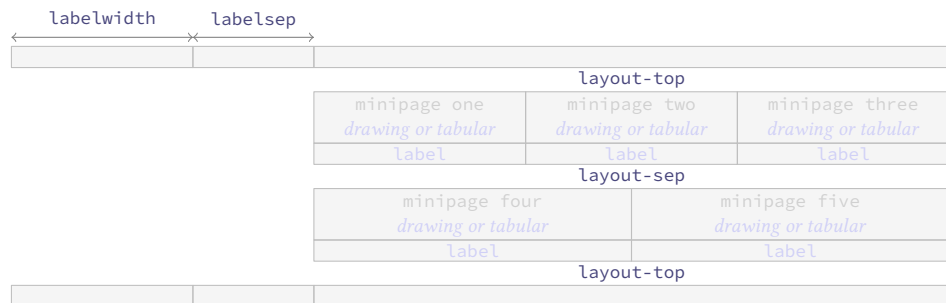 labelwidth labelsep
layout-top
minipage one minipage two minipage three
drawing or tabular drawing or tabular drawing or tabular
label label label
layout-sep
minipage four minipage five
drawing or tabular drawing or tabular
label label
layout-top